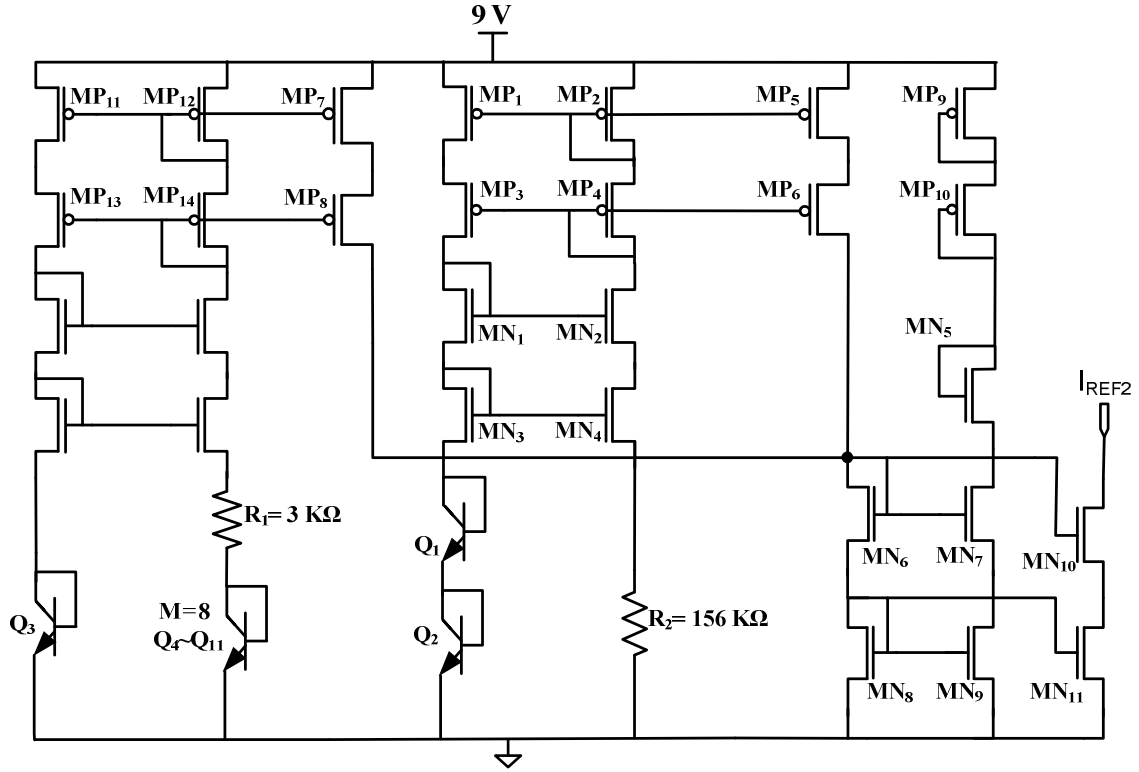 9 V
MP₁₁ MP₁₂ MP₇ MP₁ MP₂ MP₅ MP₉
MP₁₃ MP₁₄ MP₈ MP₃ MP₄ MP₆ MP₁₀
MN₁ MN₂ MN₅
I_REF2
MN₃ MN₄
R₁= 3 KΩ
Q₁ MN₆ MN₇ MN₁₀
Q₃ M=8 Q₂ R₂= 156 KΩ
Q₄~Q₁₁
MN₈ MN₉ MN₁₁